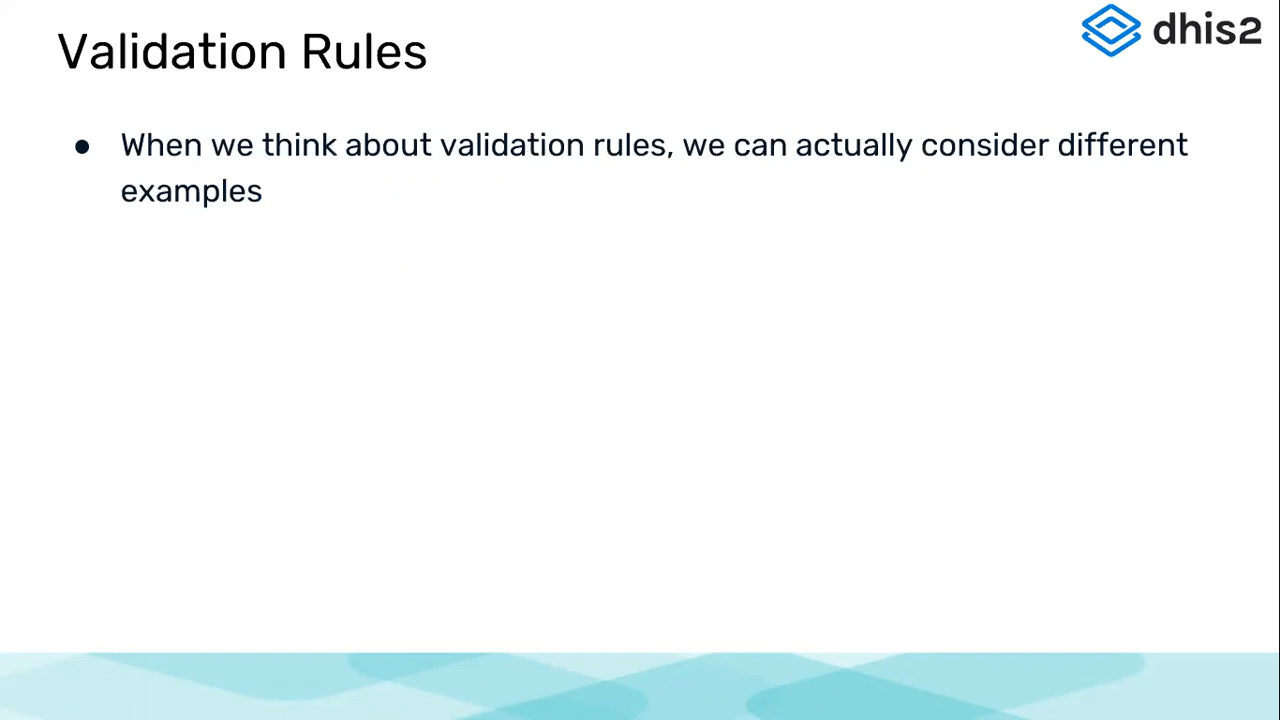 Validation Rules
dhis2
● When we think about validation rules, we can actually consider different
examples